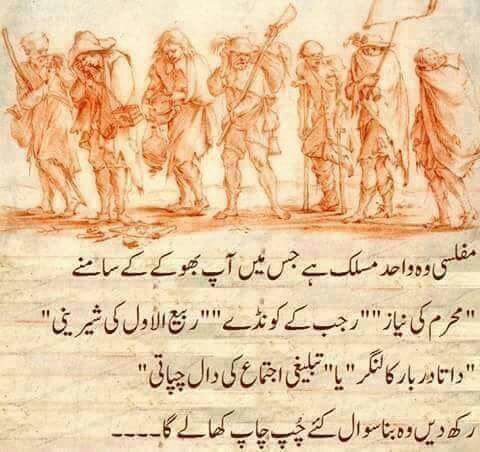 مفلسی وہ واحد مسلک ہے جس میں آپ بھوکے کے سامنے
"محرم کی نیاز" "رجب کے کونڈے" "ربیع الاول کی شیرینی"
"داتا دربار کا لنگر" یا "تبلیغی اجتماع کی دال چپاتی"
رکھ دیں وہ بنا سوال کئے چُپ چاپ کھا لے گا۔۔۔۔